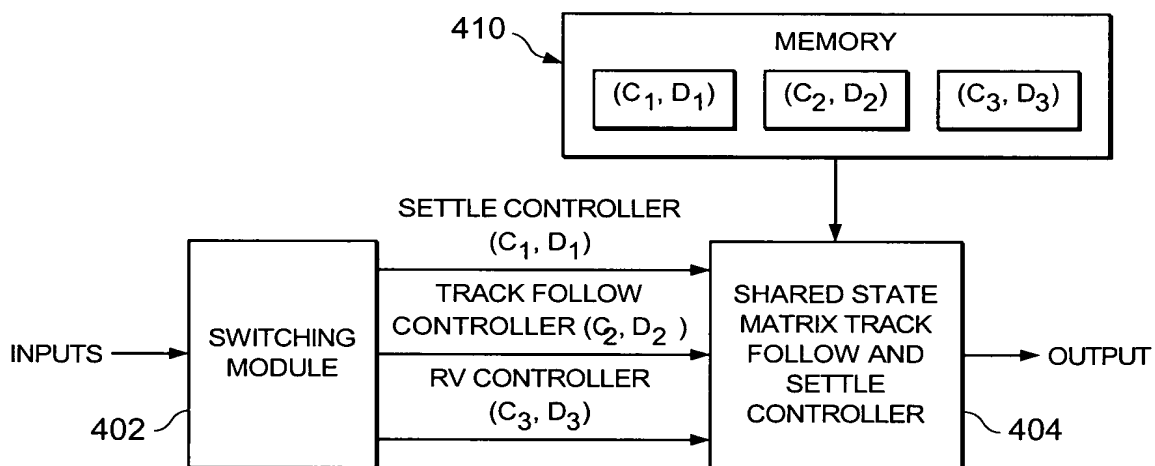 410
MEMORY
(C1, D1)
(C2, D2)
(C3, D3)
SETTLE CONTROLLER
(C1, D1)
TRACK FOLLOW
CONTROLLER (C2, D2)
RV CONTROLLER
(C3, D3)
INPUTS
SWITCHING
MODULE
402
SHARED STATE
MATRIX TRACK
FOLLOW AND
SETTLE
CONTROLLER
OUTPUT
404